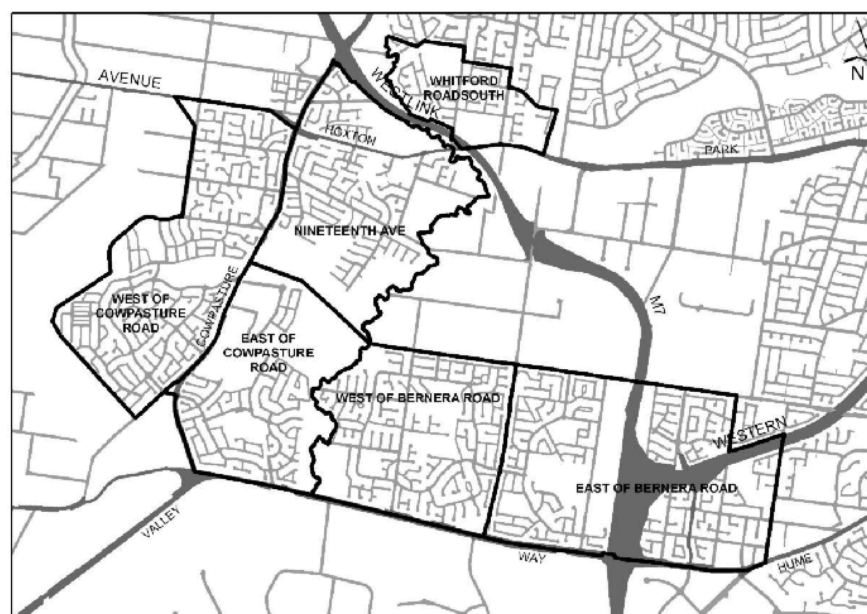 N
AVENUE
WESTLINK
WHITFORD
ROADSOUTH
HOXTON
PARK
NINETEENTH AVE
WEST OF
COWPASTURE
ROAD
COWPASTURE
EAST OF
COWPASTURE
ROAD
M7
WEST OF BERNERA ROAD
WESTERN
EAST OF BERNERA ROAD
VALLEY
WAY
HUME